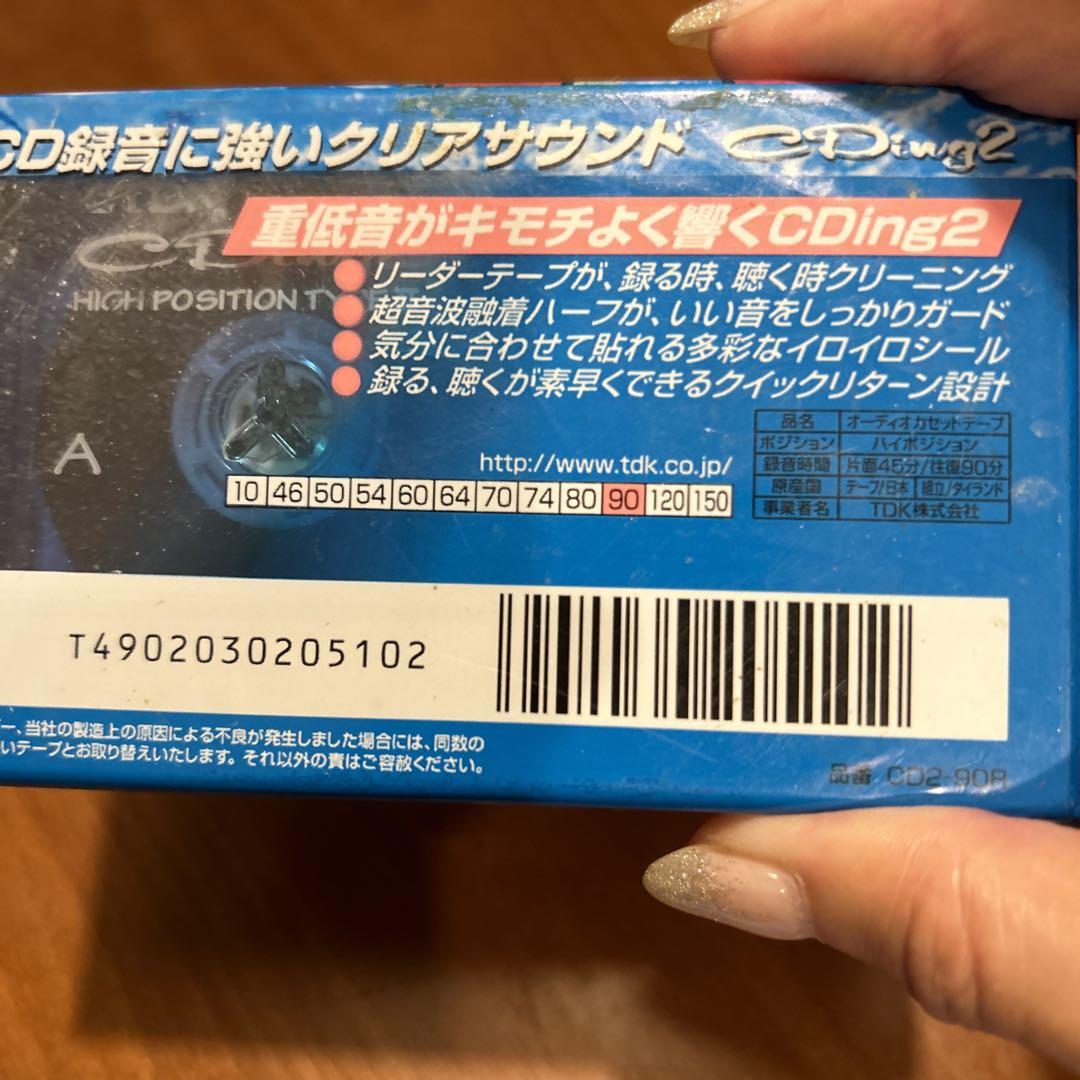 CD録音に強いクリアサウンド CDing2
重低音がキモチよく響くCDing2
HIGH POSITION
リーダーテープが、録る時、聴く時クリーニング
超音波融着ハーフが、いい音をしっかりガード
気分に合わせて貼れる多彩なイロイロシール
録る、聴くが素早くできるクイックリターン設計
A
http://www.tdk.co.jp/
10 46 50 54 60 64 70 74 80 90 120 150
品名 オーディオカセットテープ
ポジション ハイポジション
録音時間 片面45分/往復90分
原産国 テープ/日本 組立/タイランド
事業者名 TDK株式会社
T4902030205102
ー、当社の製造上の原因による不良が発生しました場合には、同数の
いテープとお取り替えいたします。それ以外の責はご容赦ください。
品番 CD2-90R